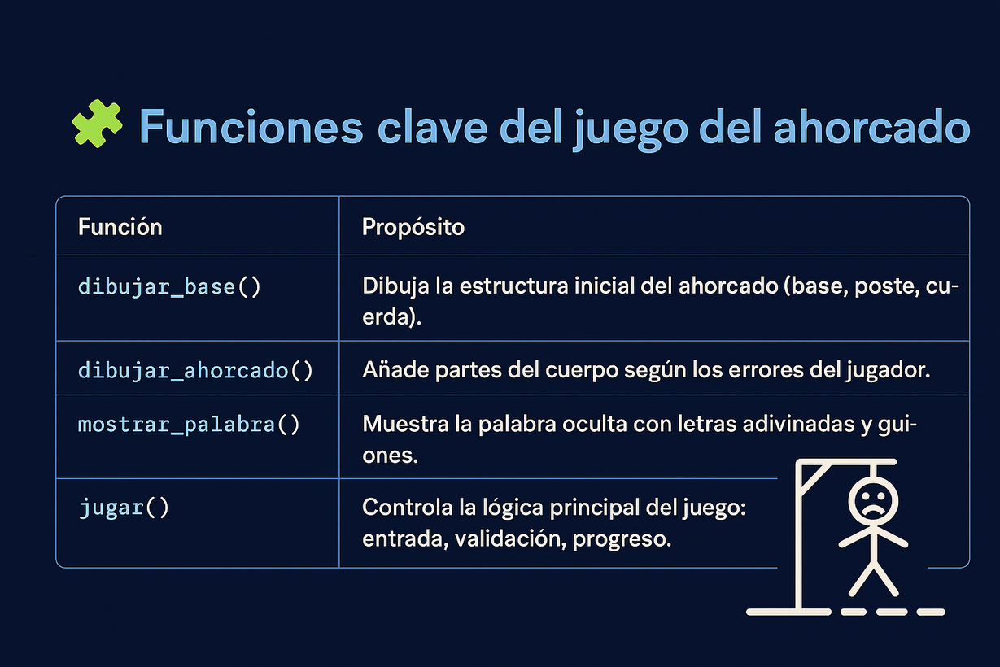 Funciones clave del juego del ahorcado
Función
Propósito
dibujar_base()
Dibuja la estructura inicial del ahorcado (base, poste, cu-
erda).
dibujar_ahorcado()
Añade partes del cuerpo según los errores del jugador.
mostrar_palabra()
Muestra la palabra oculta con letras adivinadas y gui-
ones.
jugar()
Controla la lógica principal del juego:
entrada, validación, progreso.